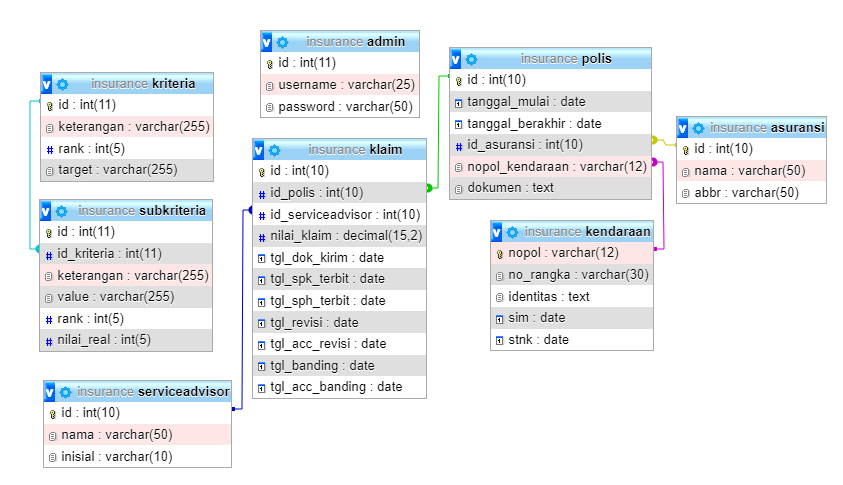 insurance admin
id : int(11)
username : varchar(25)
password : varchar(50)
insurance polis
id : int(10)
tanggal_mulai : date
tanggal_berakhir : date
id_asuransi : int(10)
nopol_kendaraan : varchar(12)
dokumen : text
insurance kriteria
id : int(11)
keterangan : varchar(255)
rank : int(5)
target : varchar(255)
insurance asuransi
id : int(10)
nama : varchar(50)
abbr : varchar(50)
insurance klaim
id : int(10)
id_polis : int(10)
id_serviceadvisor : int(10)
nilai_klaim : decimal(15,2)
tgl_dok_kirim : date
tgl_spk_terbit : date
tgl_sph_terbit : date
tgl_revisi : date
tgl_acc_revisi : date
tgl_banding : date
tgl_acc_banding : date
insurance subkriteria
id : int(11)
id_kriteria : int(11)
keterangan : varchar(255)
value : varchar(255)
rank : int(5)
nilai_real : int(5)
insurance kendaraan
nopol : varchar(12)
no_rangka : varchar(30)
identitas : text
sim : date
stnk : date
insurance serviceadvisor
id : int(10)
nama : varchar(50)
inisial : varchar(10)